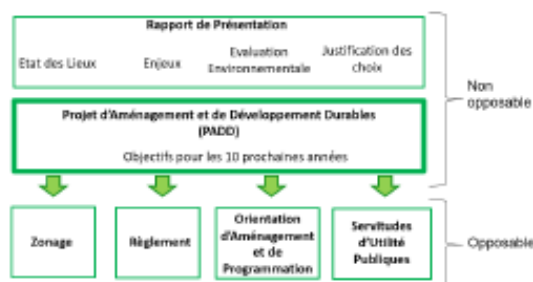 Rapport de Présentation
Etat des Lieux
Enjeux
Evaluation
Environnementale
Justification des
choix
Projet d'Aménagement et de Développement Durables
(PADD)
Objectifs pour les 10 prochaines années
Non
opposable
Zonage
Règlement
Orientation
d'Aménagement
et de
Programmation
Servitudes
d'Utilité
Publiques
Opposable